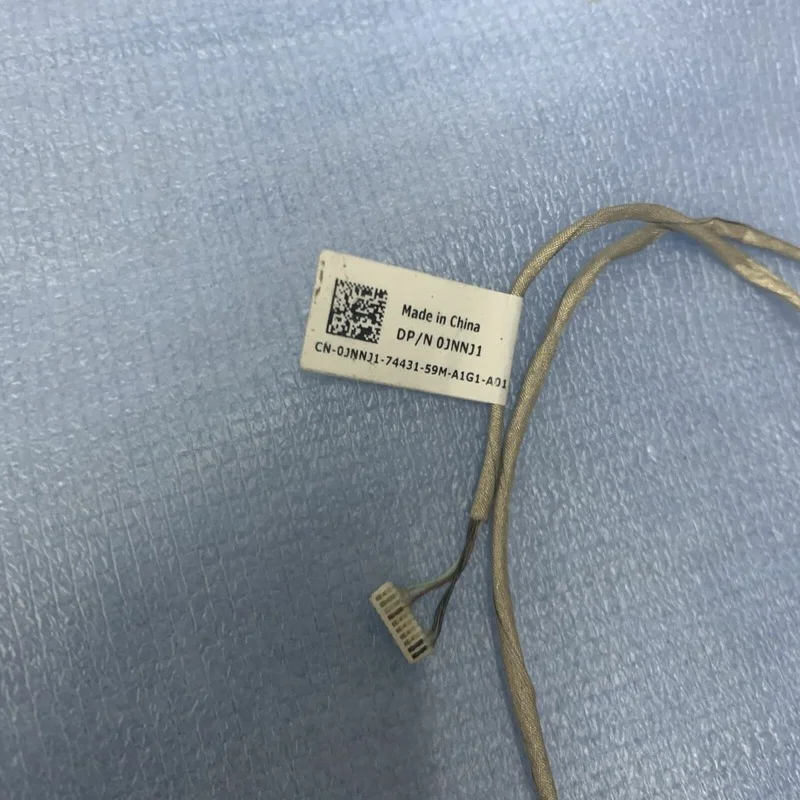 Made in China
DP/N 0JNNJ1
CN-0JNNJ1-74431-59M-A1G1-A01